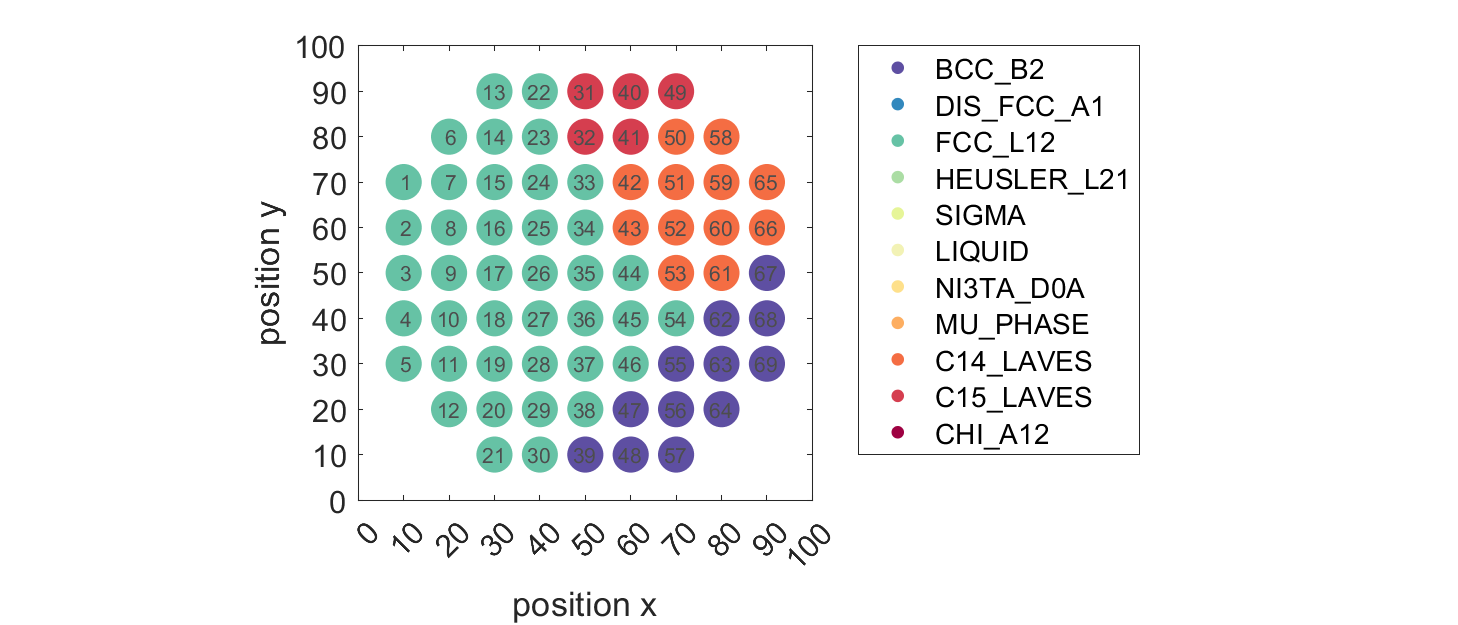 100
90
80
70
60
50
40
30
20
10
0
position y
13 22 31 40 49
6 14 23 32 41 50 58
1 7 15 24 33 42 51 59 65
2 8 16 25 34 43 52 60 66
3 9 17 26 35 44 53 61 67
4 10 18 27 36 45 54 62 68
5 11 19 28 37 46 55 63 69
12 20 29 38 47 56 64
21 30 39 48 57
0 10 20 30 40 50 60 70 80 90 100
position x
BCC_B2
DIS_FCC_A1
FCC_L12
HEUSLER_L21
SIGMA
LIQUID
NI3TA_D0A
MU_PHASE
C14_LAVES
C15_LAVES
CHI_A12